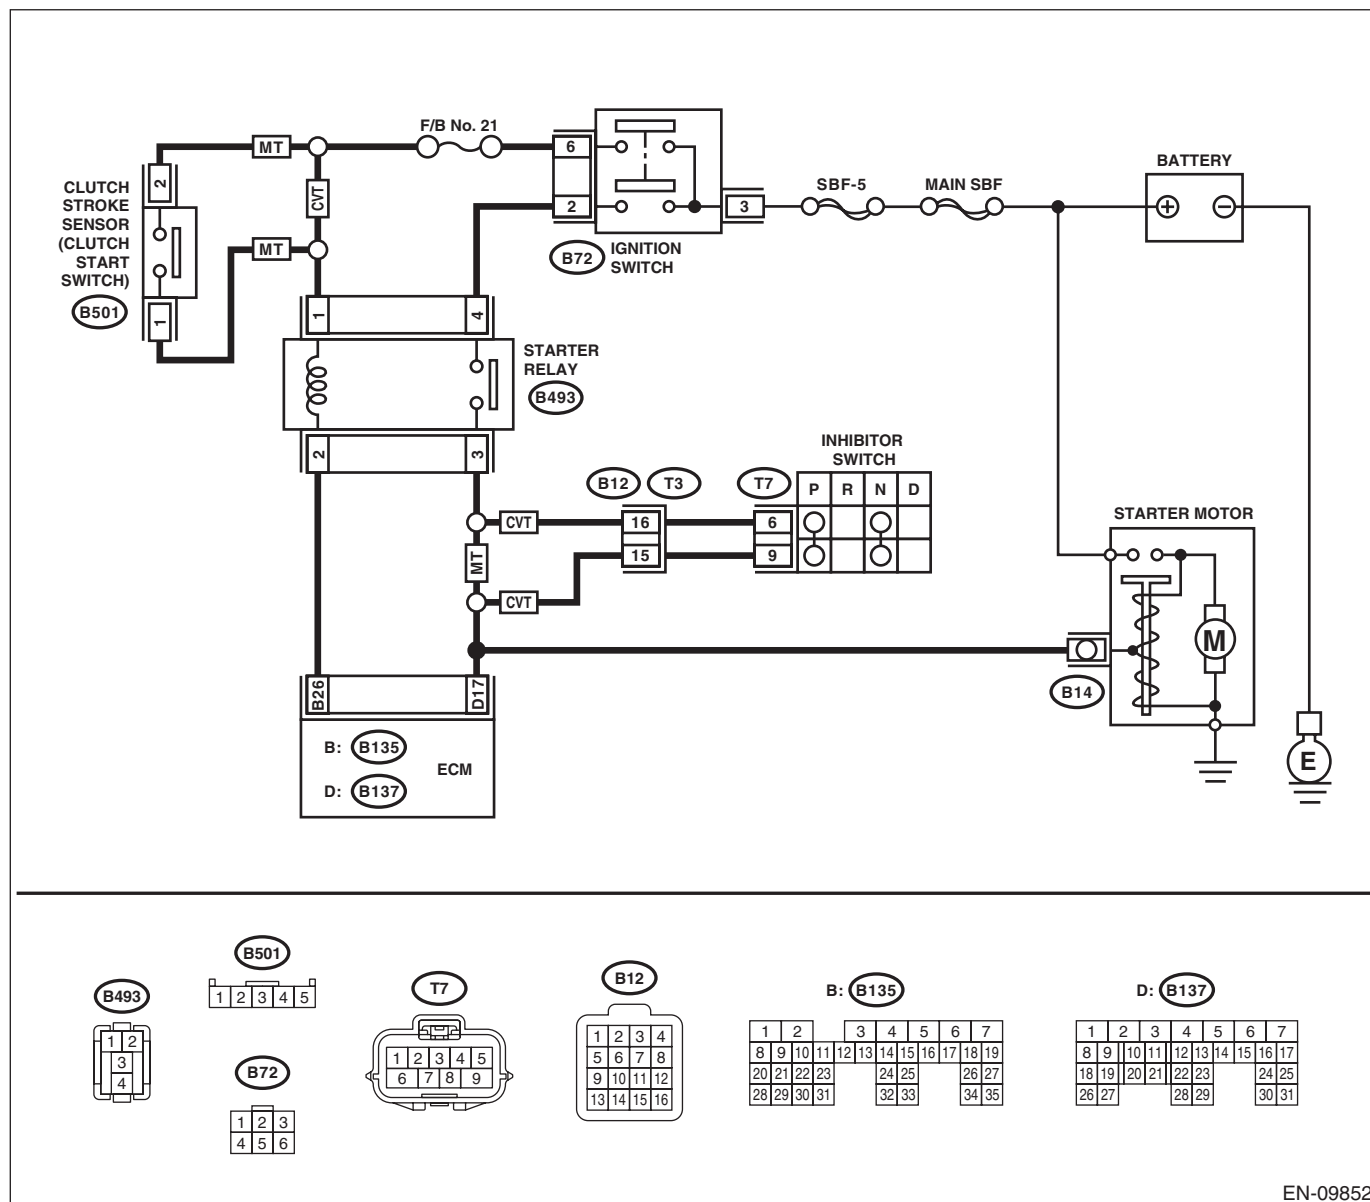 F/B No. 21
MT
6
2
CVT
MT
2
CLUTCH
STROKE
SENSOR
(CLUTCH
START
SWITCH)
B501
1
3
B72
IGNITION
SWITCH
SBF-5
MAIN SBF
BATTERY
+
−
1
4
STARTER
RELAY
B493
2
3
INHIBITOR
SWITCH
B12
T3
T7
P R N D
CVT
16
6
MT
15
9
CVT
STARTER MOTOR
M
B14
E
B26
D17
B: B135
ECM
D: B137
B493
1 2
3
4
B501
1 2 3 4 5
B72
1 2 3
4 5 6
T7
1 2 3 4 5
6 7 8 9
B12
1 2 3 4
5 6 7 8
9 10 11 12
13 14 15 16
B: B135
1 2 3 4 5 6 7
8 9 10 11 12 13 14 15 16 17 18 19
20 21 22 23 24 25 26 27
28 29 30 31 32 33 34 35
D: B137
1 2 3 4 5 6 7
8 9 10 11 12 13 14 15 16 17
18 19 20 21 22 23 24 25
26 27 28 29 30 31
EN-09852